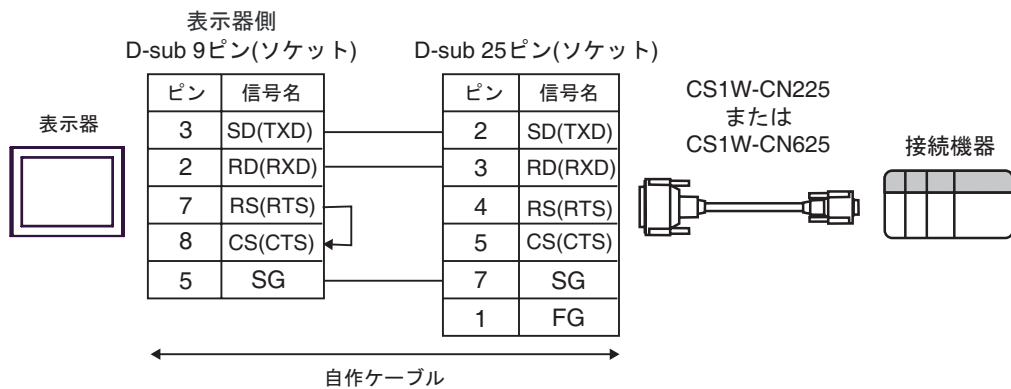 表示器側
D-sub 9ピン(ソケット)
D-sub 25ピン(ソケット)
表示器
ピン 信号名
3 SD(TXD)
2 RD(RXD)
7 RS(RTS)
8 CS(CTS)
5 SG
ピン 信号名
2 SD(TXD)
3 RD(RXD)
4 RS(RTS)
5 CS(CTS)
7 SG
1 FG
CS1W-CN225
または
CS1W-CN625
接続機器
自作ケーブル